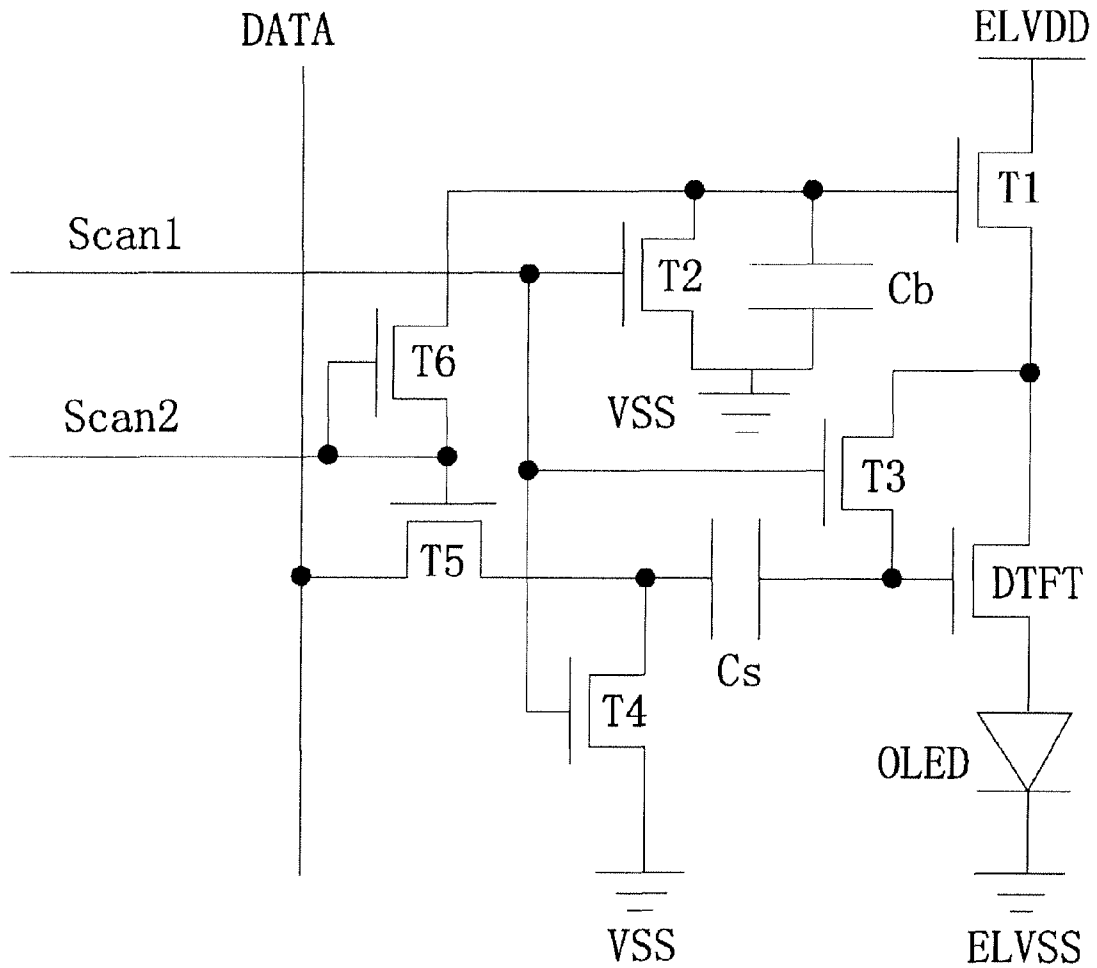 DATA
ELVDD
T1
Scan1
T2
Cb
T6
Scan2
VSS
T3
T5
DTFT
Cs
T4
OLED
VSS
ELVSS